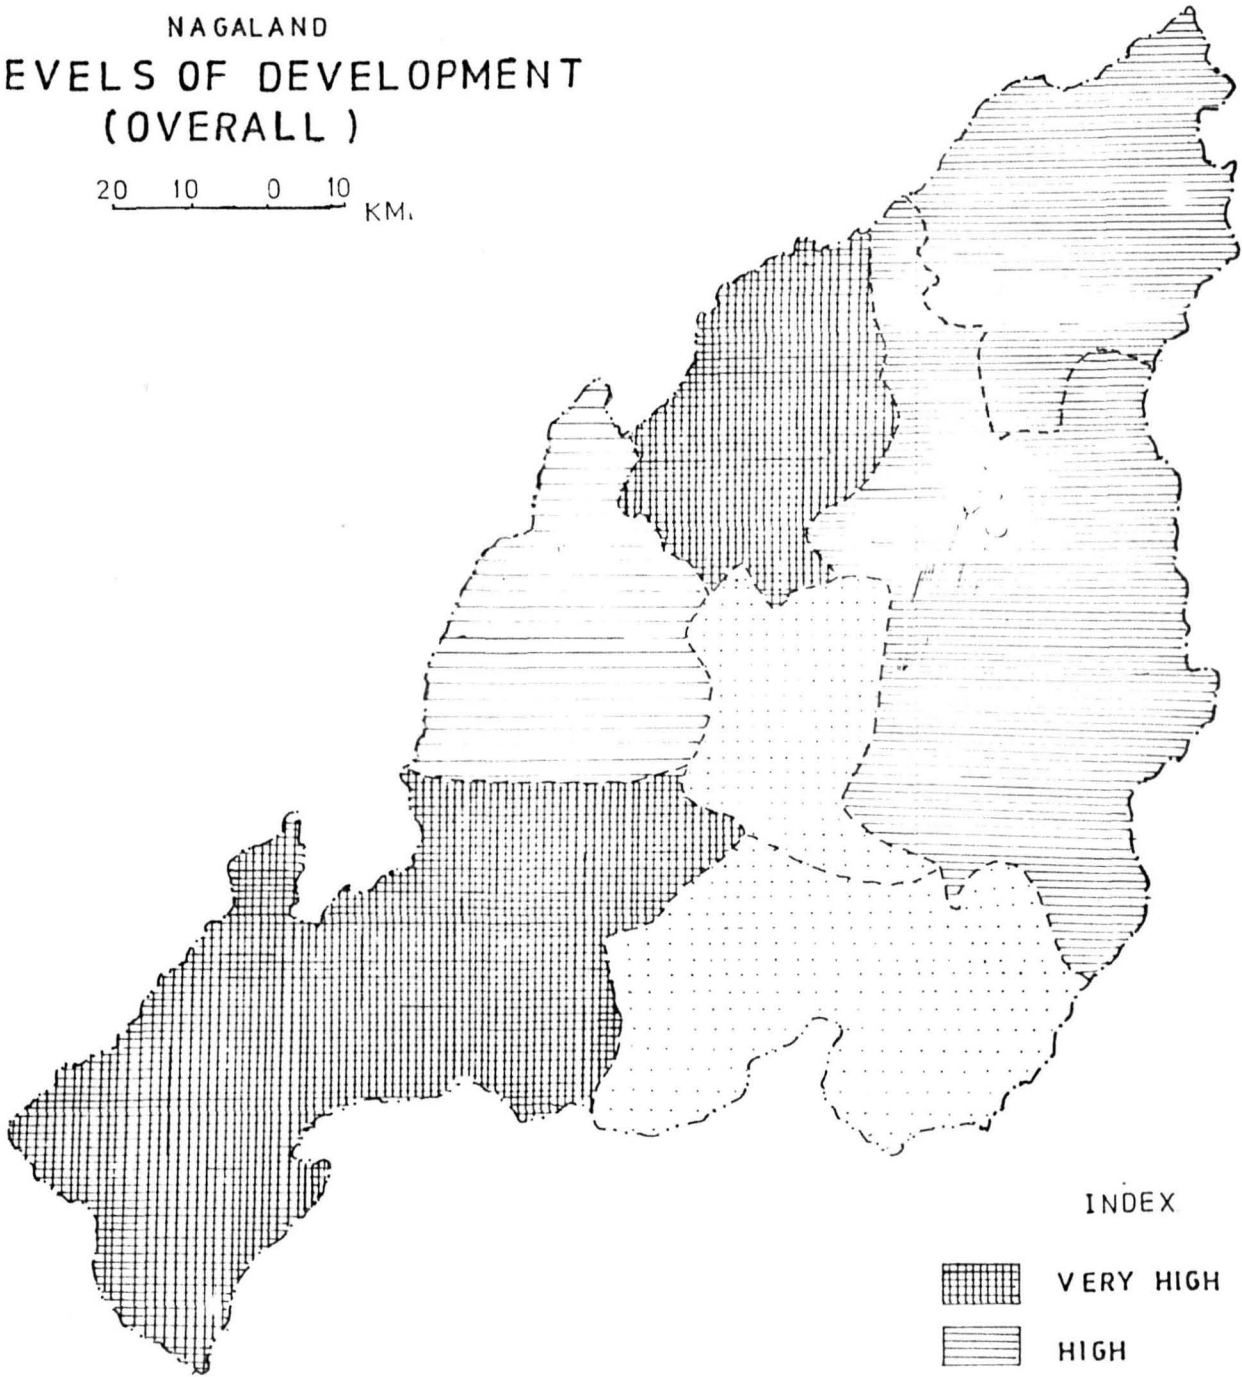 NAGALAND
EVELS OF DEVELOPMENT
(OVERALL)
20 10 0 10
KM.
INDEX
VERY HIGH
HIGH